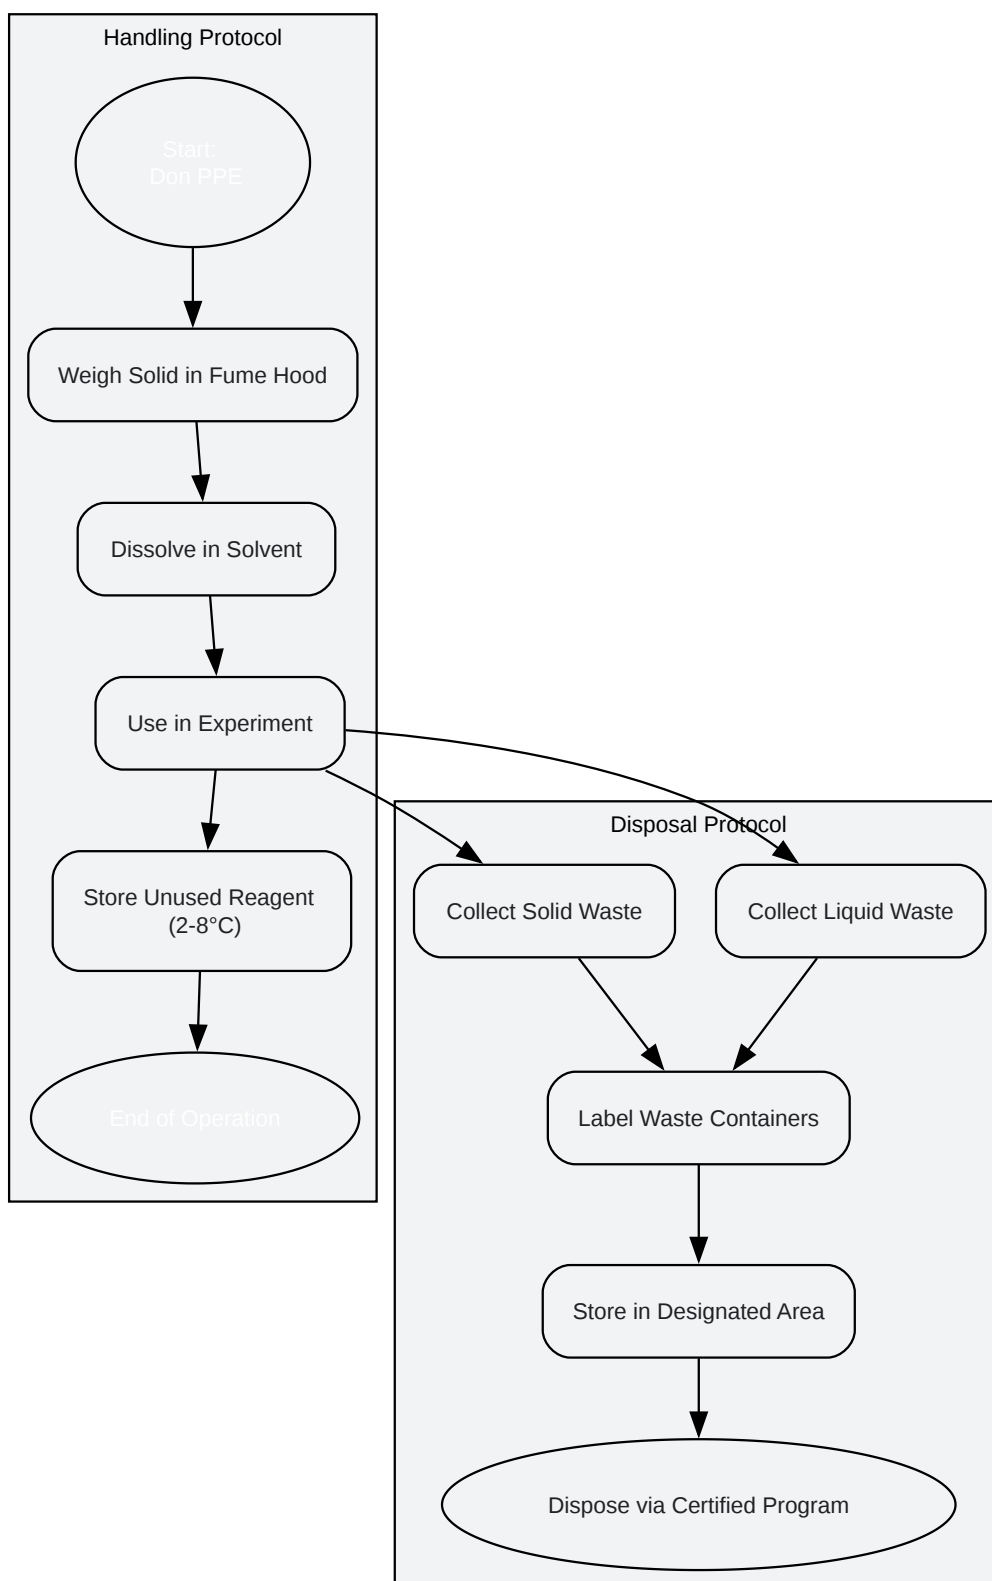 Handling Protocol
Start:
Don PPE
Weigh Solid in Fume Hood
Dissolve in Solvent
Use in Experiment
Store Unused Reagent
(2-8°C)
End of Operation
Disposal Protocol
Collect Solid Waste
Collect Liquid Waste
Label Waste Containers
Store in Designated Area
Dispose via Certified Program